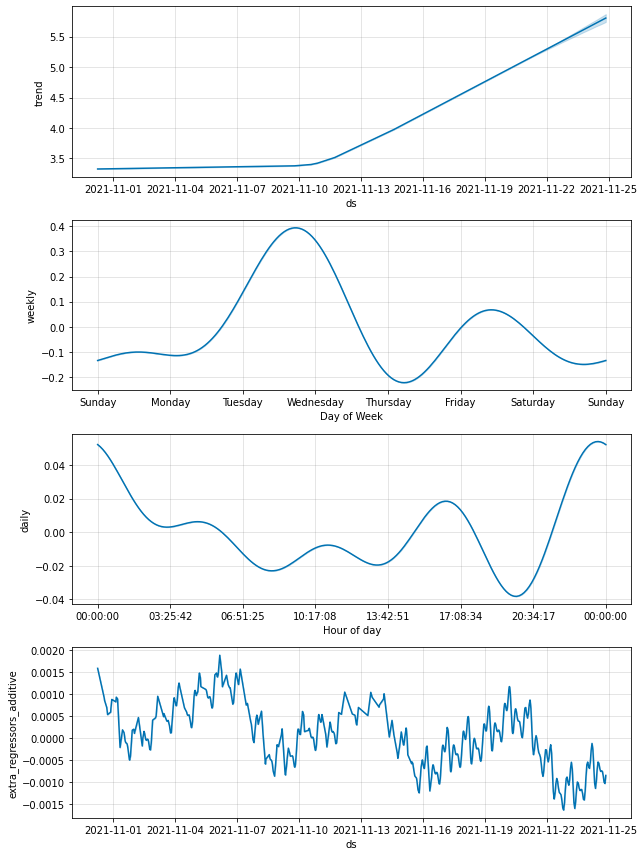 5.5
5.0
4.5
4.0
3.5
trend
2021-11-01 2021-11-04 2021-11-07 2021-11-10 2021-11-13 2021-11-16 2021-11-19 2021-11-22 2021-11-25
ds
0.4
0.3
0.2
0.1
0.0
−0.1
−0.2
weekly
Sunday Monday Tuesday Wednesday Thursday Friday Saturday Sunday
Day of Week
0.04
0.02
0.00
−0.02
−0.04
daily
00:00:00 03:25:42 06:51:25 10:17:08 13:42:51 17:08:34 20:34:17 00:00:00
Hour of day
0.0020
0.0015
0.0010
0.0005
0.0000
−0.0005
−0.0010
−0.0015
extra_regressors_additive
2021-11-01 2021-11-04 2021-11-07 2021-11-10 2021-11-13 2021-11-16 2021-11-19 2021-11-22 2021-11-25
ds